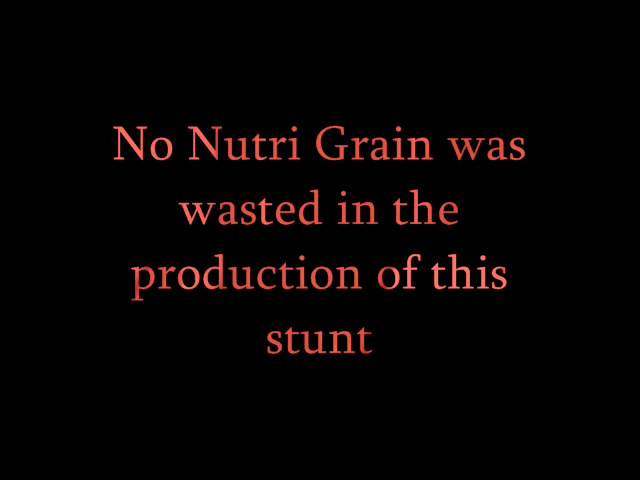 No Nutri Grain was
wasted in the
production of this
stunt